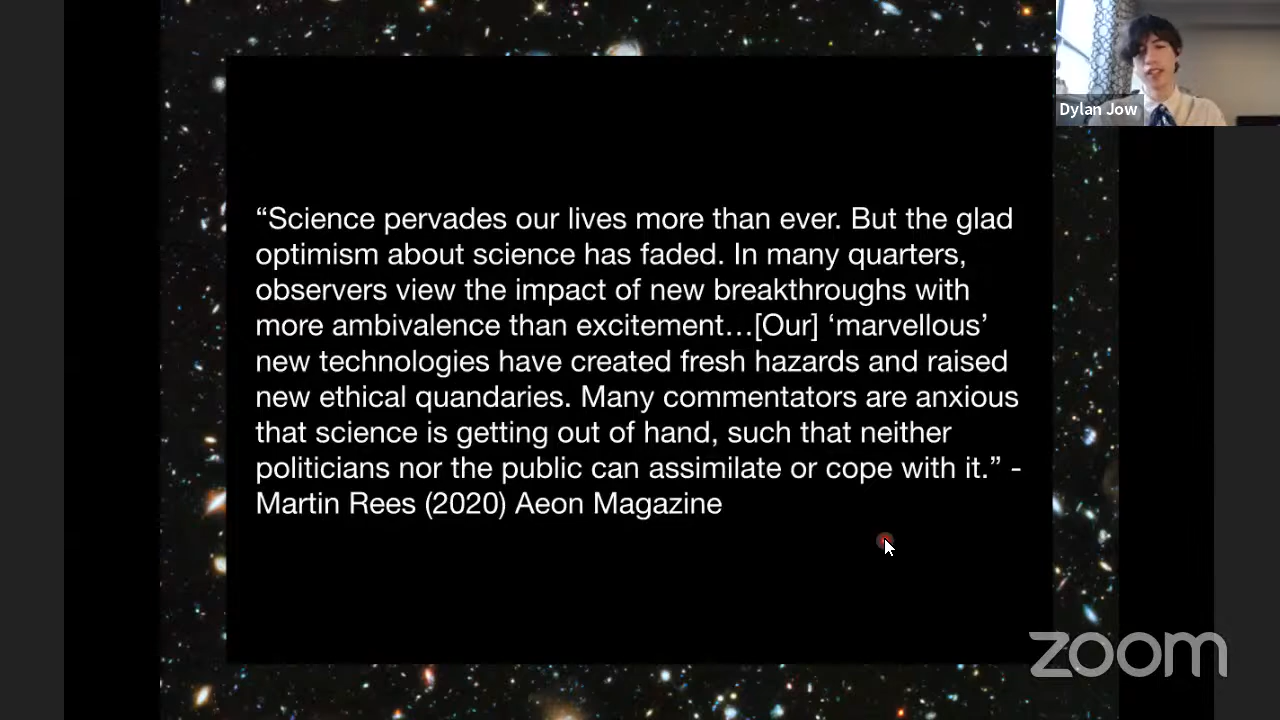 Dylan Jow
“Science pervades our lives more than ever. But the glad
optimism about science has faded. In many quarters,
observers view the impact of new breakthroughs with
more ambivalence than excitement…[Our] ‘marvellous’
new technologies have created fresh hazards and raised
new ethical quandaries. Many commentators are anxious
that science is getting out of hand, such that neither
politicians nor the public can assimilate or cope with it.” -
Martin Rees (2020) Aeon Magazine
zoom